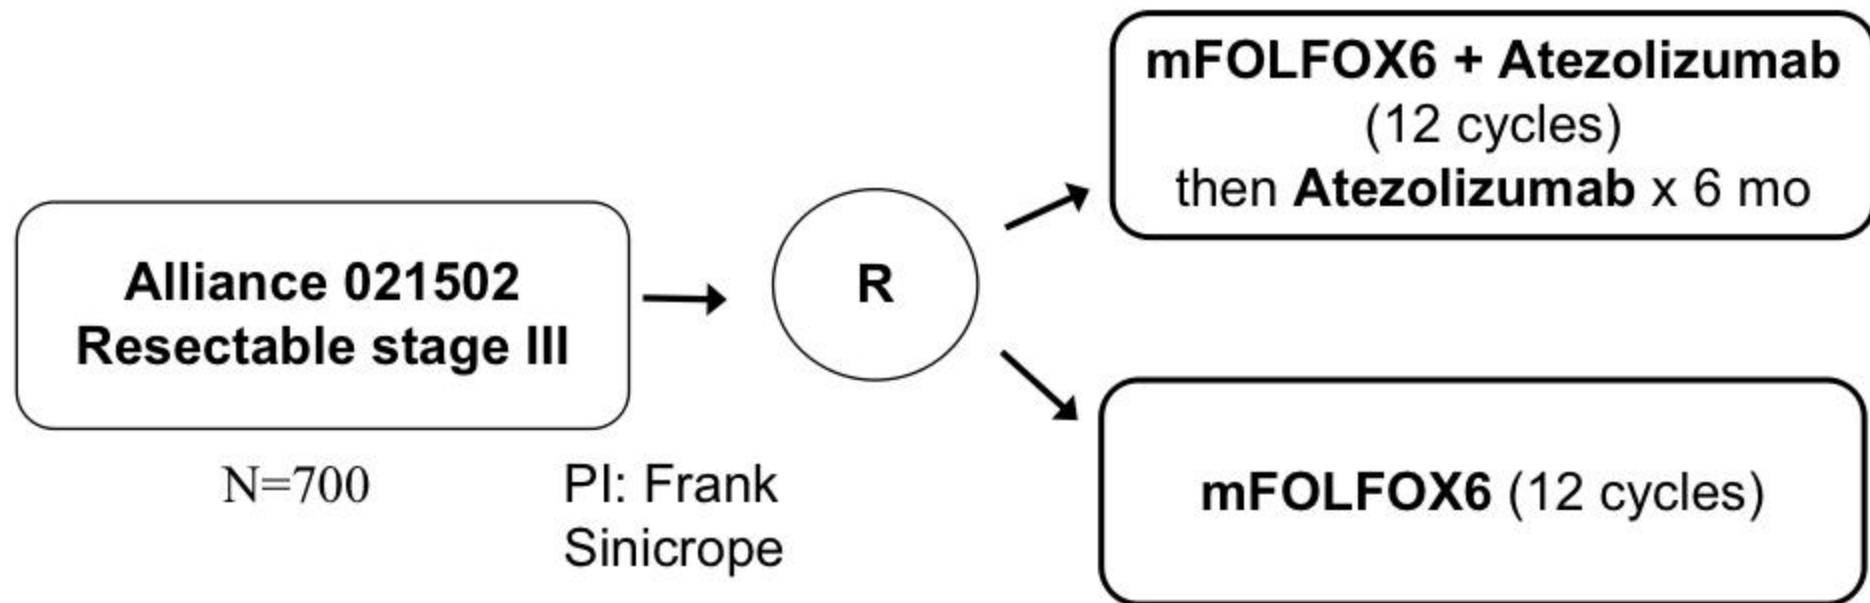 Alliance 021502
Resectable stage III
N=700
PI: Frank
Sinicrope
R
mFOLFOX6 + Atezolizumab
(12 cycles)
then Atezolizumab x 6 mo
mFOLFOX6 (12 cycles)